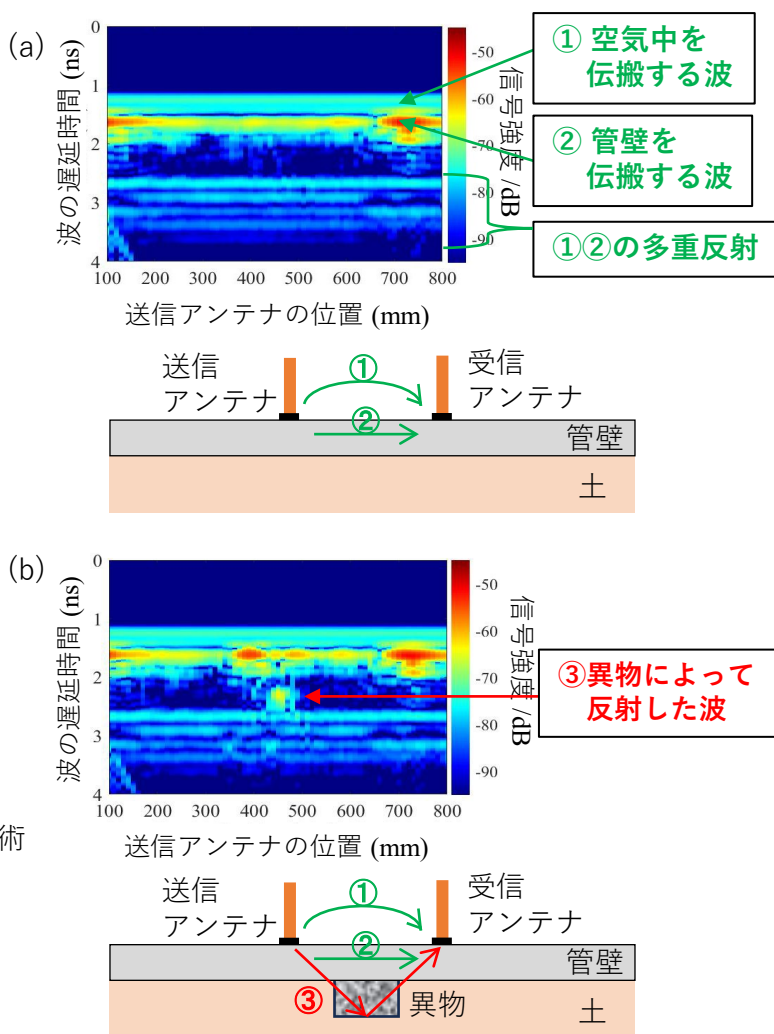 (a)
0
1
2
3
4
波の遅延時間 (ns)
100 200 300 400 500 600 700 800
送信アンテナの位置 (mm)
-50
-60
-70
-80
-90
信号強度 /dB
① 空気中を
伝搬する波
② 管壁を
伝搬する波
①②の多重反射
送信
アンテナ
①
②
受信
アンテナ
管壁
土
(b)
0
1
2
3
4
波の遅延時間 (ns)
100 200 300 400 500 600 700 800
送信アンテナの位置 (mm)
-50
-60
-70
-80
-90
信号強度 /dB
③異物によって
反射した波
術
送信
アンテナ
①
②
③
受信
アンテナ
管壁
異物
土